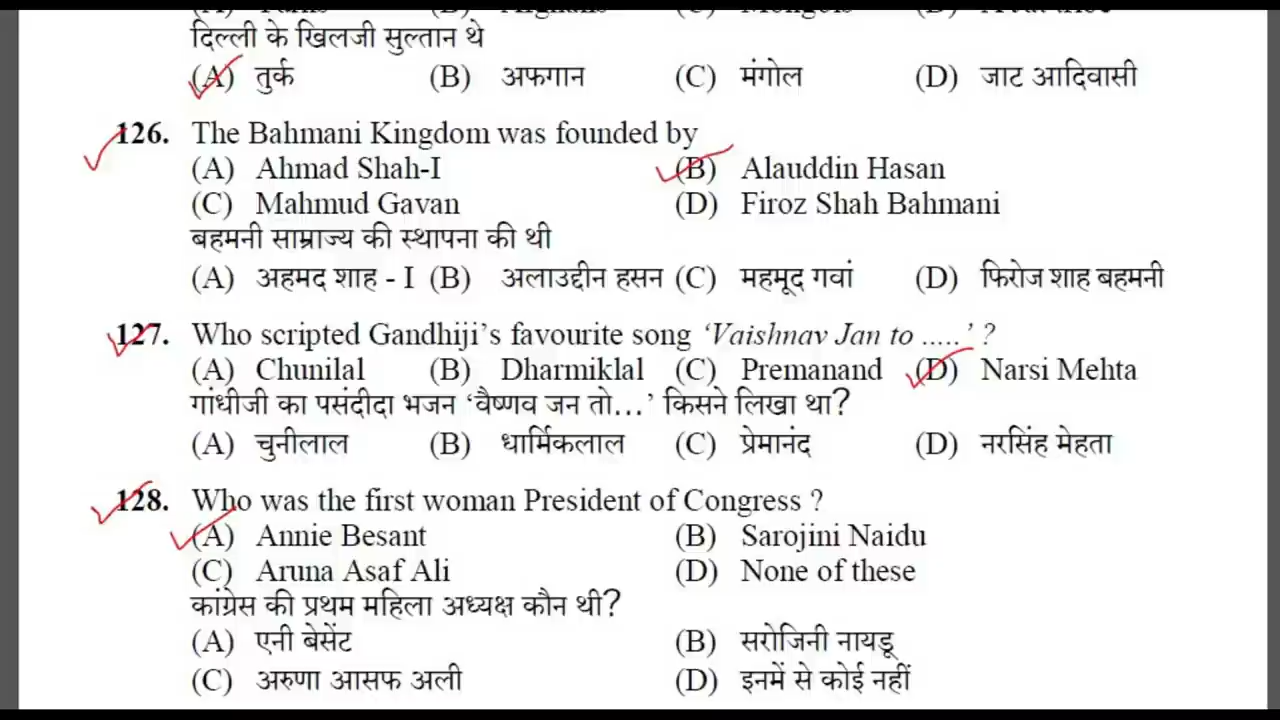 दिल्ली के खिलजी सुल्तान थे
(A) तुर्क (B) अफगान (C) मंगोल (D) जाट आदिवासी
126. The Bahmani Kingdom was founded by
(A) Ahmad Shah-I (B) Alauddin Hasan
(C) Mahmud Gavan (D) Firoz Shah Bahmani
बहमनी साम्राज्य की स्थापना की थी
(A) अहमद शाह - I (B) अलाउद्दीन हसन (C) महमूद गवां (D) फिरोज शाह बहमनी
127. Who scripted Gandhiji's favourite song 'Vaishnav Jan to .....' ?
(A) Chunilal (B) Dharmiklal (C) Premanand (D) Narsi Mehta
गांधीजी का पसंदीदा भजन 'वैष्णव जन तो...' किसने लिखा था?
(A) चुनीलाल (B) धार्मिकलाल (C) प्रेमानंद (D) नरसिंह मेहता
128. Who was the first woman President of Congress ?
(A) Annie Besant (B) Sarojini Naidu
(C) Aruna Asaf Ali (D) None of these
कांग्रेस की प्रथम महिला अध्यक्ष कौन थी?
(A) एनी बेसेंट (B) सरोजिनी नायडू
(C) अरुणा आसफ अली (D) इनमें से कोई नहीं